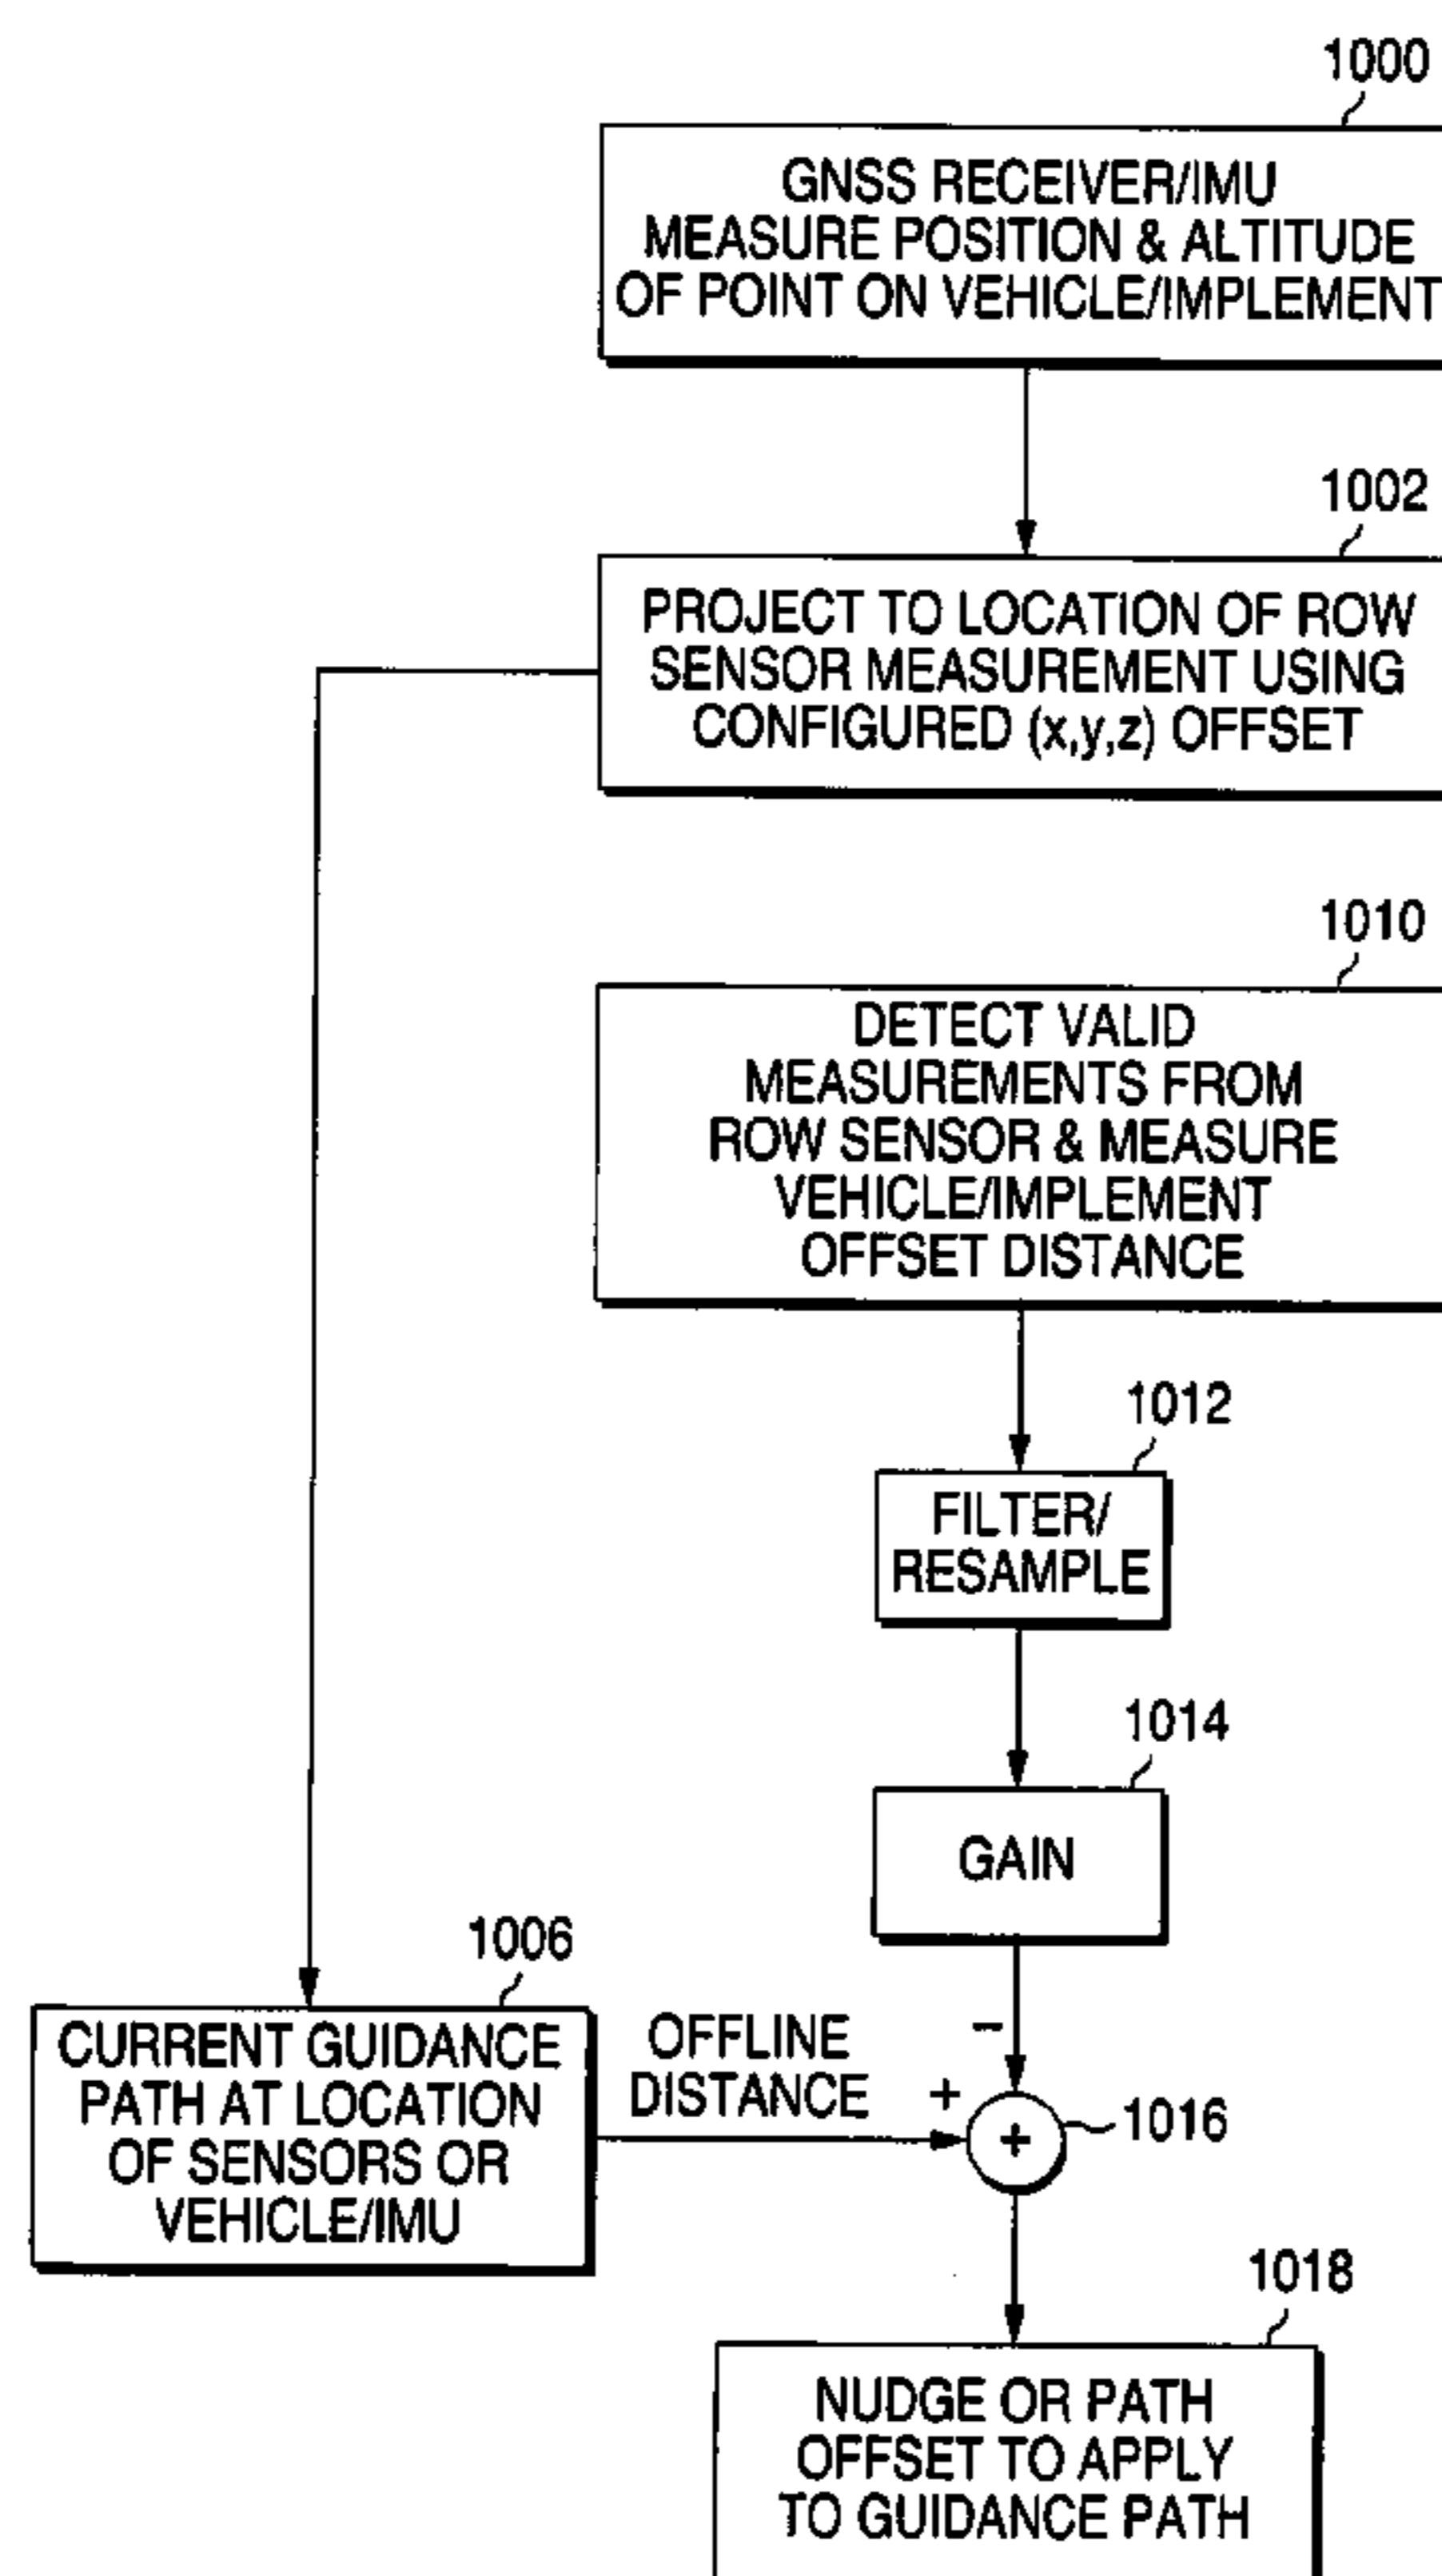 1000
GNSS RECEIVER/IMU
MEASURE POSITION & ALTITUDE
OF POINT ON VEHICLE/IMPLEMENT
1002
PROJECT TO LOCATION OF ROW
SENSOR MEASUREMENT USING
CONFIGURED (x,y,z) OFFSET
1010
DETECT VALID
MEASUREMENTS FROM
ROW SENSOR & MEASURE
VEHICLE/IMPLEMENT
OFFSET DISTANCE
1012
FILTER/
RESAMPLE
1014
GAIN
1006
CURRENT GUIDANCE
PATH AT LOCATION
OF SENSORS OR
VEHICLE/IMU
OFFLINE
DISTANCE
+
−
+
1016
1018
NUDGE OR PATH
OFFSET TO APPLY
TO GUIDANCE PATH